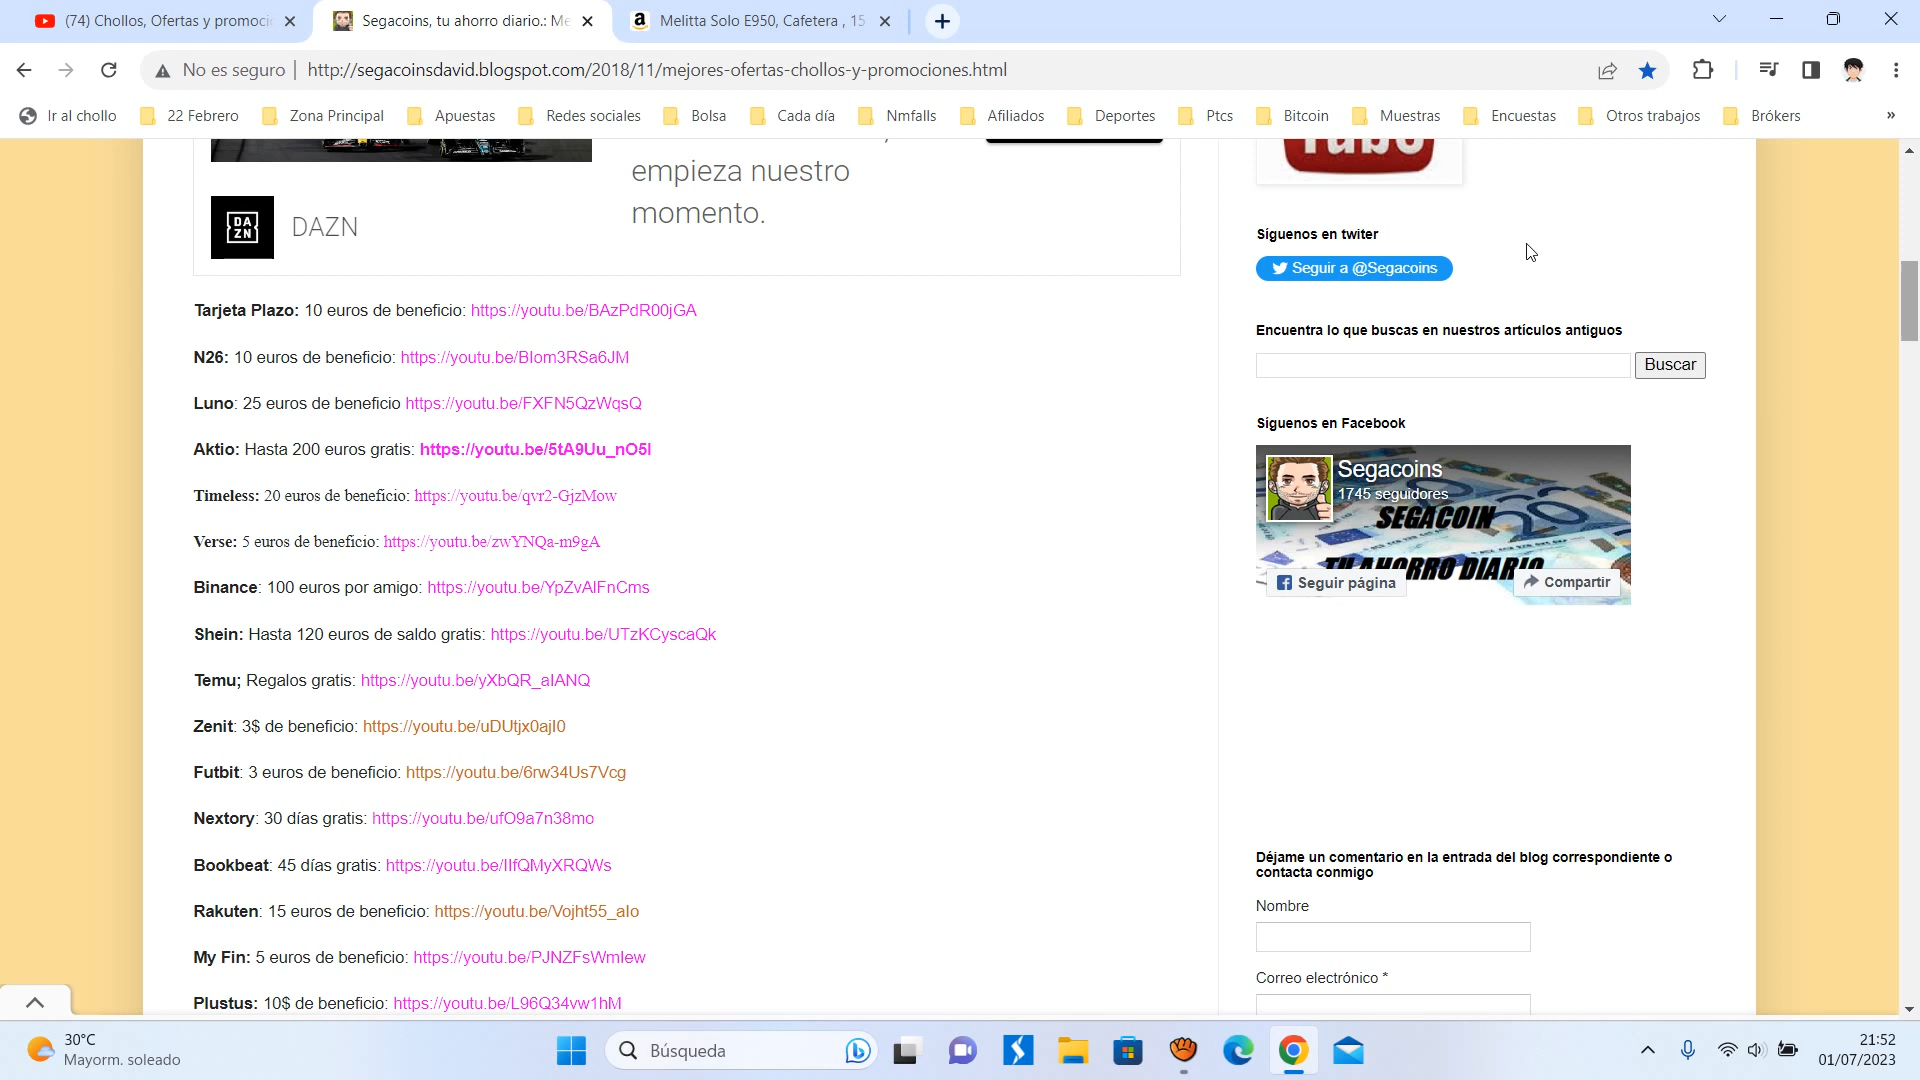 (74) Chollos, Ofertas y promoci
Segacoins, tu ahorro diario.: Me
Melitta Solo E950, Cafetera , 15
No es seguro
http://segacoinsdavid.blogspot.com/2018/11/mejores-ofertas-chollos-y-promociones.html
Ir al chollo
22 Febrero
Zona Principal
Apuestas
Redes sociales
Bolsa
Cada día
Nmfalls
Afiliados
Deportes
Ptcs
Bitcoin
Muestras
Encuestas
Otros trabajos
Brókers
»
empieza nuestro
momento.
DAZN
DAZN
Tarjeta Plazo: 10 euros de beneficio: https://youtu.be/BAzPdR00jGA
N26: 10 euros de beneficio: https://youtu.be/Blom3RSa6JM
Luno: 25 euros de beneficio https://youtu.be/FXFN5QzWqsQ
Aktio: Hasta 200 euros gratis: https://youtu.be/5tA9Uu_nO5I
Timeless: 20 euros de beneficio: https://youtu.be/qvr2-GjzMow
Verse: 5 euros de beneficio: https://youtu.be/zwYNQa-m9gA
Binance: 100 euros por amigo: https://youtu.be/YpZvAlFnCms
Shein: Hasta 120 euros de saldo gratis: https://youtu.be/UTzKCyscaQk
Temu; Regalos gratis: https://youtu.be/yXbQR_aIANQ
Zenit: 3$ de beneficio: https://youtu.be/uDUtjx0ajI0
Futbit: 3 euros de beneficio: https://youtu.be/6rw34Us7Vcg
Nextory: 30 días gratis: https://youtu.be/ufO9a7n38mo
Bookbeat: 45 días gratis: https://youtu.be/IIfQMyXRQWs
Rakuten: 15 euros de beneficio: https://youtu.be/Vojht55_aIo
My Fin: 5 euros de beneficio: https://youtu.be/PJNZFsWmIew
Plustus: 10$ de beneficio: https://youtu.be/L96Q34vw1hM
Tube
Síguenos en twiter
Seguir a @Segacoins
Encuentra lo que buscas en nuestros artículos antiguos
Buscar
Síguenos en Facebook
Segacoins
1745 seguidores
SEGACOIN
TU AHORRO DIARIO
Seguir página
Compartir
Déjame un comentario en la entrada del blog correspondiente o
contacta conmigo
Nombre
Correo electrónico *
30°C
Mayorm. soleado
Búsqueda
21:52
01/07/2023